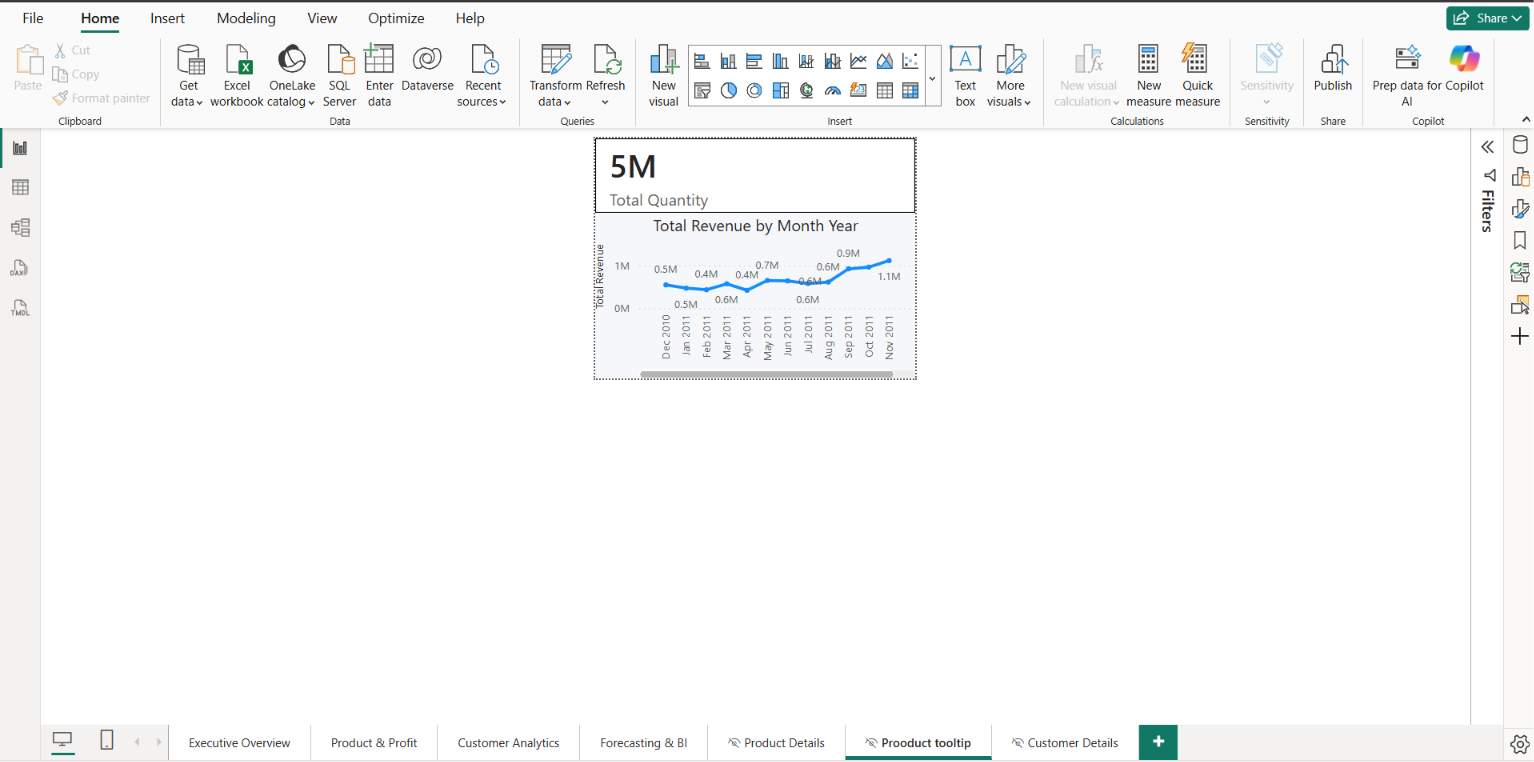 File Home Insert Modeling View Optimize Help Share
Paste Cut
Copy
Format painter
Get data Excel workbook OneLake catalog SQL Server Enter data Dataverse Recent sources
Transform data Refresh
New visual
Text box More visuals
New visual calculation New measure Quick measure
Sensitivity
Publish
Prep data for AI Copilot
Clipboard Data Queries Insert Calculations Sensitivity Share Copilot
DAX
TMDL
5M
Total Quantity
Total Revenue by Month Year
Total Revenue
1M
0M
0.5M 0.5M 0.4M 0.6M 0.4M 0.7M 0.6M 0.6M 0.6M 0.9M 1.1M
Dec 2010
Jan 2011
Feb 2011
Mar 2011
Apr 2011
May 2011
Jun 2011
Jul 2011
Aug 2011
Sep 2011
Oct 2011
Nov 2011
Filters
Executive Overview Product & Profit Customer Analytics Forecasting & BI Product Details Prooduct tooltip Customer Details